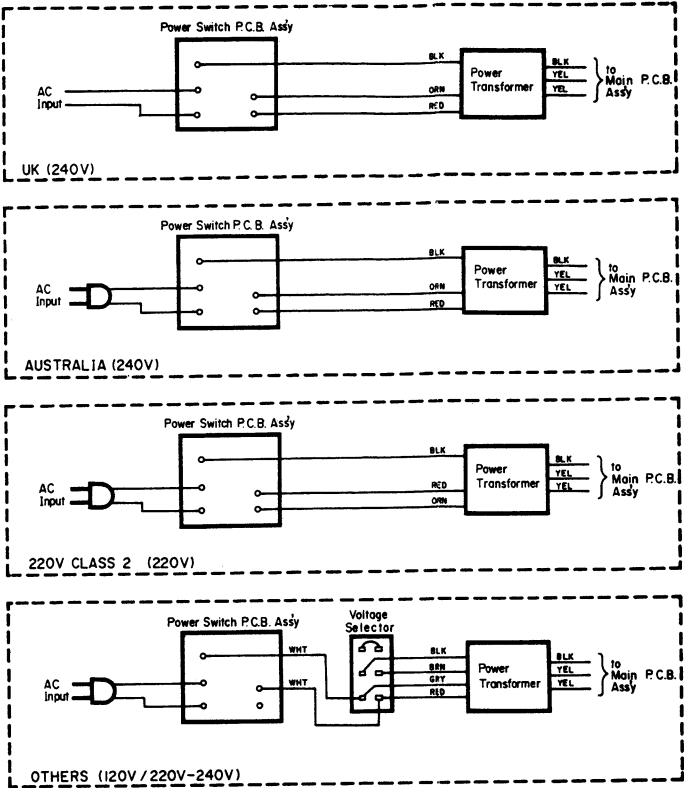 Power Switch P.C.B. Ass'y
BLK
BLK
to
Power
YEL
Main P.C.B.
AC
ORN
Transformer
YEL
Ass'y
Input
RED
UK (240V)
Power Switch P.C.B. Ass'y
BLK
BLK
to
Power
YEL
Main P.C.B.
AC
ORN
Transformer
YEL
Ass'y
Input
RED
AUSTRALIA (240V)
Power Switch P.C.B. Ass'y
BLK
BLK
to
Power
YEL
Main P.C.B.
AC
RED
Transformer
YEL
Ass'y
Input
ORN
220V CLASS 2 (220V)
Voltage
Selector
Power Switch P.C.B. Ass'y
WHT
BLK
BLK
to
BRN
Power
YEL
Main P.C.B.
AC
WHT
GRY
Transformer
YEL
Ass'y
Input
RED
OTHERS (120V/220V-240V)